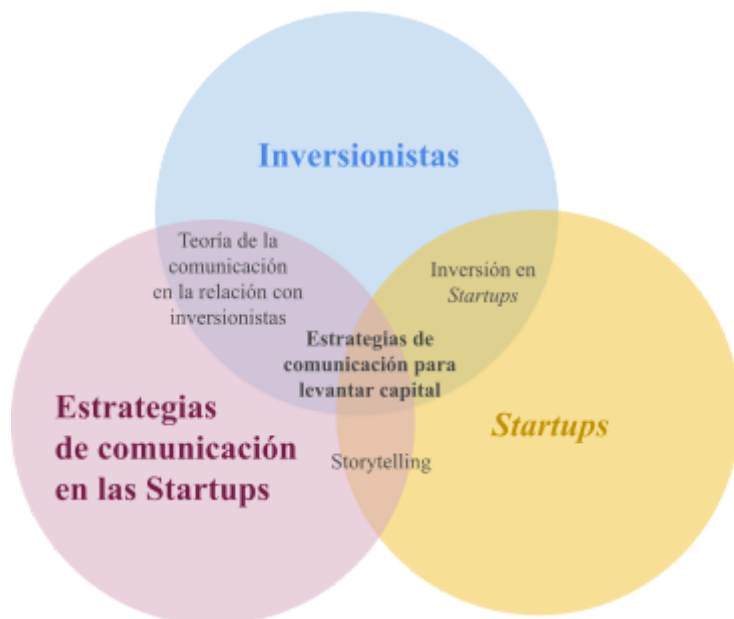 Inversionistas
Teoría de la
comunicación
en la relación con
inversionistas
Inversión en
Startups
Estrategias de
comunicación para
levantar capital
Estrategias
de comunicación
en las Startups
Startups
Storytelling